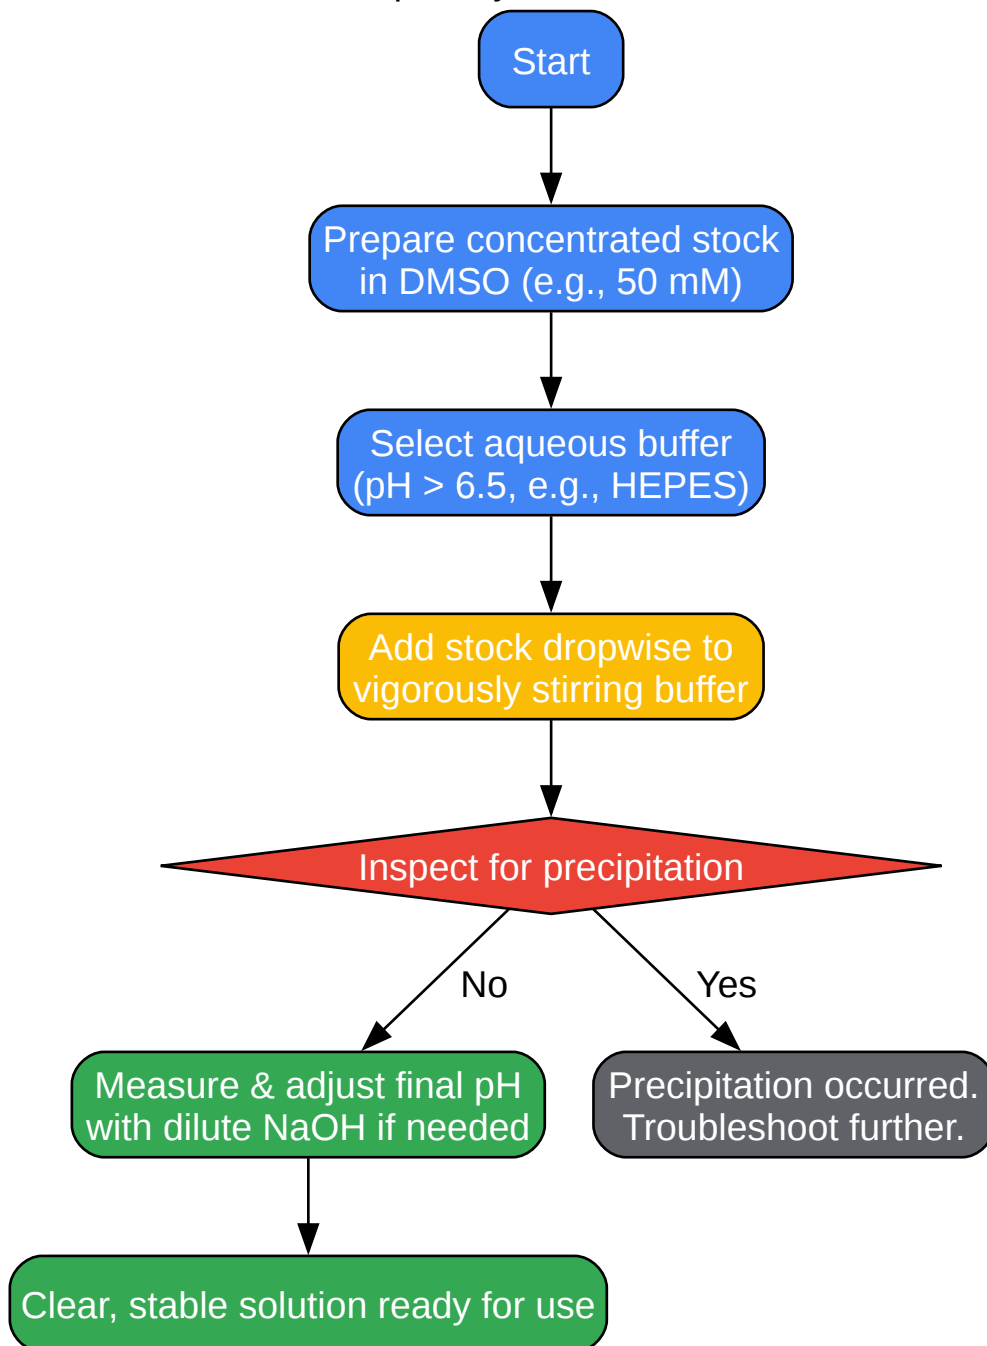 Start
Prepare concentrated stock
in DMSO (e.g., 50 mM)
Select aqueous buffer
(pH > 6.5, e.g., HEPES)
Add stock dropwise to
vigorously stirring buffer
Inspect for precipitation
No
Yes
Measure & adjust final pH
with dilute NaOH if needed
Precipitation occurred.
Troubleshoot further.
Clear, stable solution ready for use